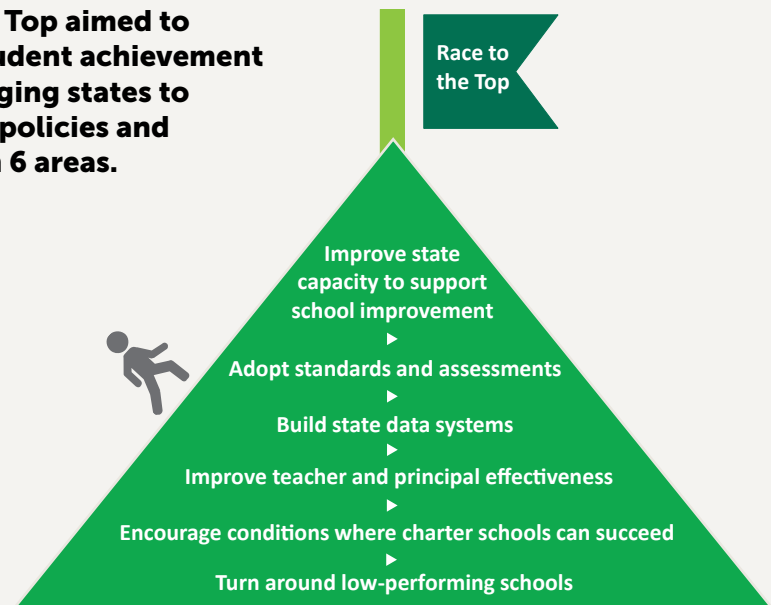 Top aimed to
udent achievement
ging states to
policies and
6 areas.
Race to
the Top
Improve state
capacity to support
school improvement
Adopt standards and assessments
Build state data systems
Improve teacher and principal effectiveness
Encourage conditions where charter schools can succeed
Turn around low-performing schools